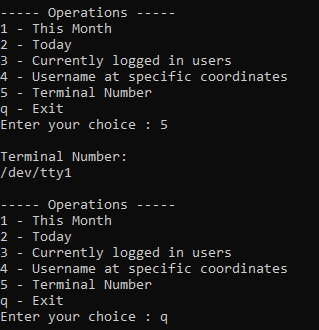 ----- Operations -----
1 - This Month
2 - Today
3 - Currently logged in users
4 - Username at specific coordinates
5 - Terminal Number
q - Exit
Enter your choice : 5
Terminal Number:
/dev/tty1
----- Operations -----
1 - This Month
2 - Today
3 - Currently logged in users
4 - Username at specific coordinates
5 - Terminal Number
q - Exit
Enter your choice : q